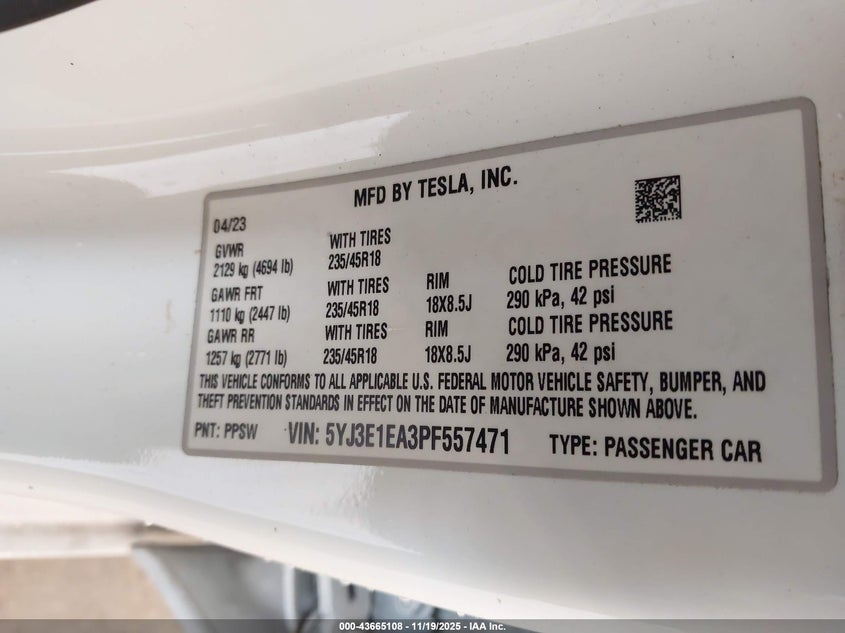 MFD BY TESLA, INC.
04/23
GVWR WITH TIRES
2129 kg (4694 lb) 235/45R18
GAWR FRT WITH TIRES RIM COLD TIRE PRESSURE
1110 kg (2447 lb) 235/45R18 18X8.5J 290 kPa, 42 psi
GAWR RR WITH TIRES RIM COLD TIRE PRESSURE
1257 kg (2771 lb) 235/45R18 18X8.5J 290 kPa, 42 psi
THIS VEHICLE CONFORMS TO ALL APPLICABLE U.S. FEDERAL MOTOR VEHICLE SAFETY, BUMPER, AND
THEFT PREVENTION STANDARDS IN EFFECT ON THE DATE OF MANUFACTURE SHOWN ABOVE.
PNT: PPSW VIN: 5YJ3E1EA3PF557471 TYPE: PASSENGER CAR
000-43665108 - 11/19/2025 - IAA Inc.